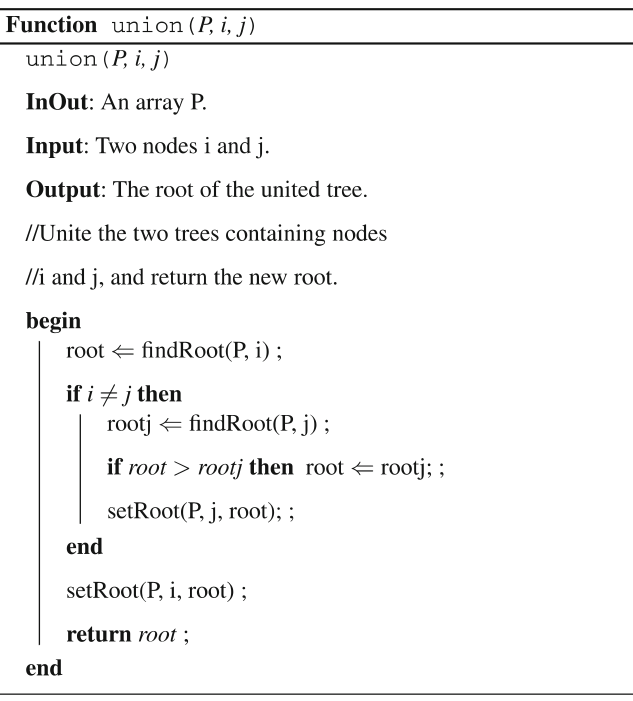 Function union(P, i, j)
union(P, i, j)
InOut: An array P.
Input: Two nodes i and j.
Output: The root of the united tree.
//Unite the two trees containing nodes
//i and j, and return the new root.
begin
root ⇐ findRoot(P, i) ;
if i ≠ j then
rootj ⇐ findRoot(P, j) ;
if root > rootj then root ⇐ rootj; ;
setRoot(P, j, root); ;
end
setRoot(P, i, root) ;
return root ;
end